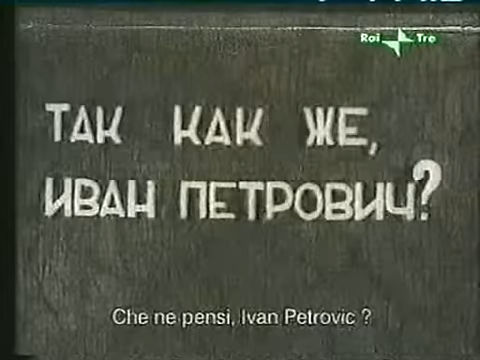 Rai Tre
ТАК КАК ЖЕ,
ИВАН ПЕТРОВИЧ?
Che ne pensi, Ivan Petrovic ?